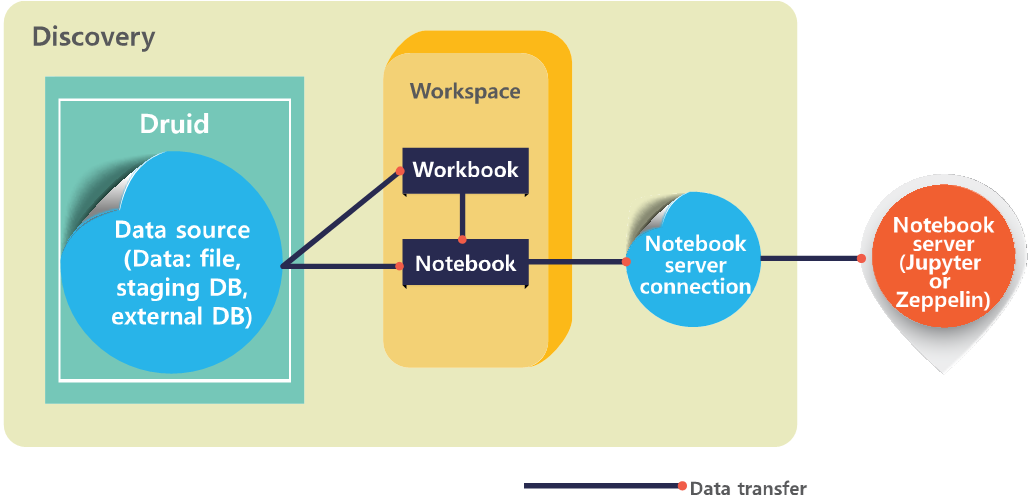 Discovery
Druid
Data source
(Data: file,
staging DB,
external DB)
Workspace
Workbook
Notebook
Notebook
server
connection
Notebook
server
(Jupyter
or
Zeppelin)
Data transfer